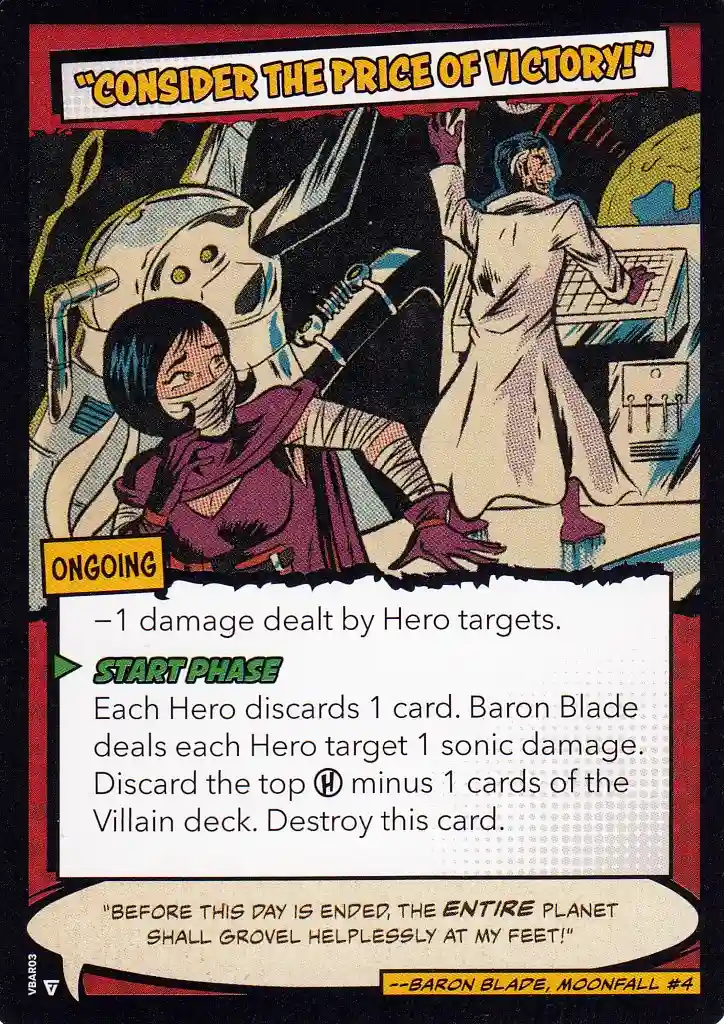 "CONSIDER THE PRICE OF VICTORY!"
ONGOING
−1 damage dealt by Hero targets.
START PHASE
Each Hero discards 1 card. Baron Blade
deals each Hero target 1 sonic damage.
Discard the top Ⓗ minus 1 cards of the
Villain deck. Destroy this card.
"BEFORE THIS DAY IS ENDED, THE ENTIRE PLANET
SHALL GROVEL HELPLESSLY AT MY FEET!"
--BARON BLADE, MOONFALL #4
VBAR03